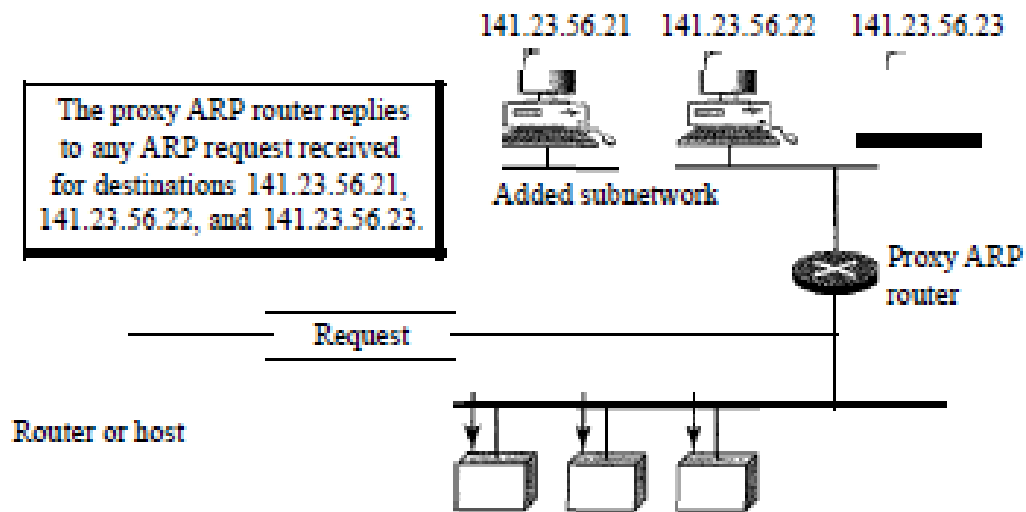 141.23.56.21 141.23.56.22 141.23.56.23
The proxy ARP router replies
to any ARP request received
for destinations 141.23.56.21,
141.23.56.22, and 141.23.56.23.
Added subnetwork
Proxy ARP
router
Request
Router or host